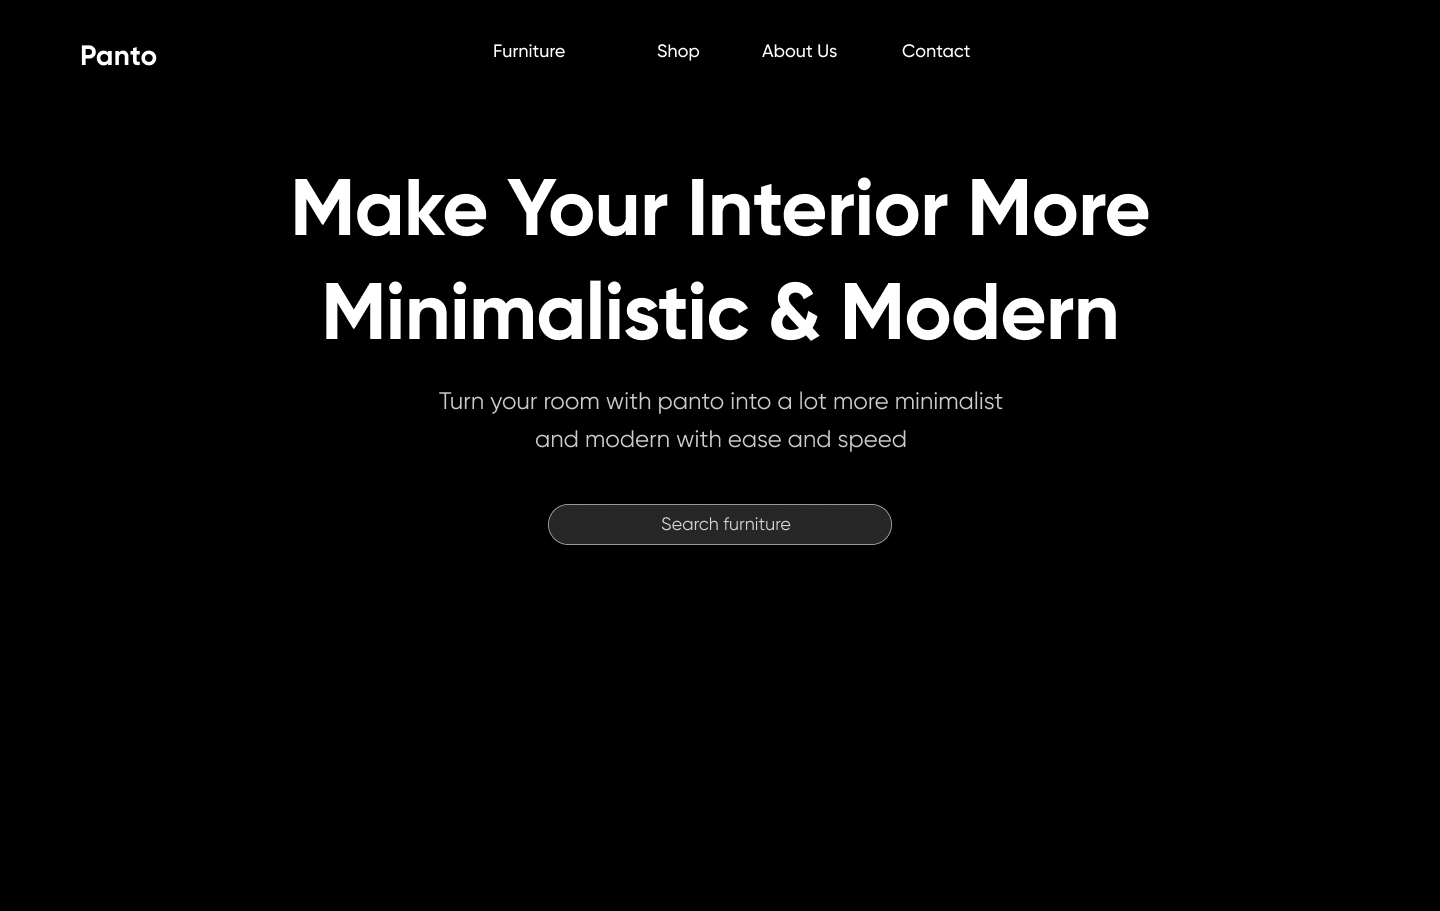 Panto
Furniture Shop About Us Contact
Make Your Interior More
Minimalistic & Modern
Turn your room with panto into a lot more minimalist
and modern with ease and speed
Search furniture